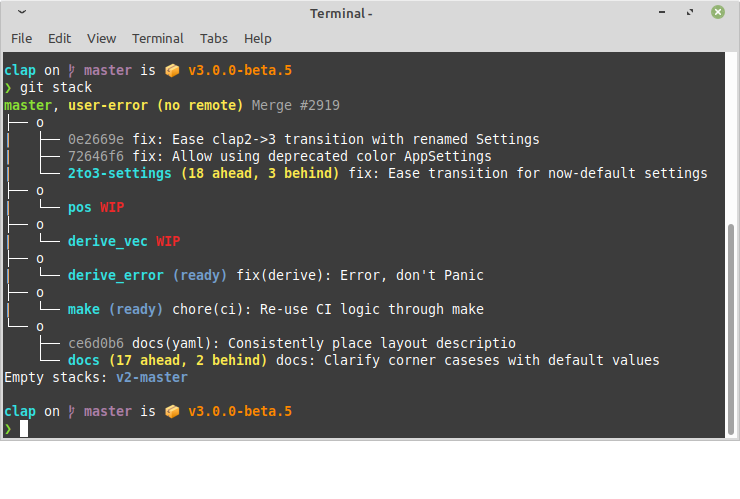 Terminal -
File Edit View Terminal Tabs Help
clap on master is 📦 v3.0.0-beta.5
❯ git stack
master, user-error (no remote) Merge #2919
├── o
│   ├── 0e2669e fix: Ease clap2->3 transition with renamed Settings
│   ├── 72646f6 fix: Allow using deprecated color AppSettings
│   └── 2to3-settings (18 ahead, 3 behind) fix: Ease transition for now-default settings
├── o
│   └── pos WIP
├── o
│   └── derive_vec WIP
├── o
│   └── derive_error (ready) fix(derive): Error, don't Panic
├── o
│   └── make (ready) chore(ci): Re-use CI logic through make
└── o
    ├── ce6d0b6 docs(yaml): Consistently place layout descriptio
    └── docs (17 ahead, 2 behind) docs: Clarify corner caseses with default values
Empty stacks: v2-master
clap on master is 📦 v3.0.0-beta.5
❯